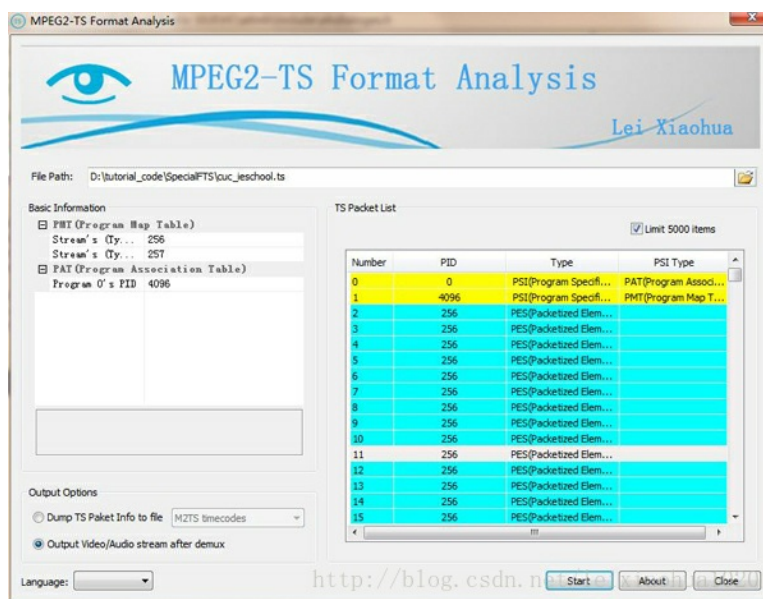 MPEG2-TS Format Analysis
MPEG2-TS Format Analysis
Lei Xiaohua
File Path: D:\tutorial_code\SpecialFTS\cuc_ieschool.ts
Basic Information
PMT(Program Map Table)
Stream's (Ty... 256
Stream's (Ty... 257
PAT(Program Association Table)
Program 0's PID 4096
TS Packet List
Limit 5000 items
Number PID Type PSI Type
0 0 PSI(Program Specifi... PAT(Program Associ...
1 4096 PSI(Program Specifi... PMT(Program Map T...
2 256 PES(Packetized Elem...
3 256 PES(Packetized Elem...
4 256 PES(Packetized Elem...
5 256 PES(Packetized Elem...
6 256 PES(Packetized Elem...
7 256 PES(Packetized Elem...
8 256 PES(Packetized Elem...
9 256 PES(Packetized Elem...
10 256 PES(Packetized Elem...
11 256 PES(Packetized Elem...
12 256 PES(Packetized Elem...
13 256 PES(Packetized Elem...
14 256 PES(Packetized Elem...
15 256 PES(Packetized Elem...
Output Options
Dump TS Paket Info to file M2TS timecodes
Output Video/Audio stream after demux
Language:
Start About Close
http://blog.csdn.